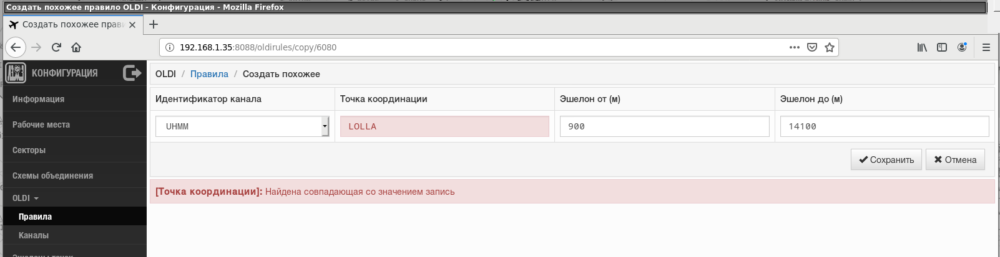 Создать похожее правило OLDI - Конфигурация - Mozilla Firefox
Создать похожее прави
192.168.1.35:8088/oldirules/copy/6080
КОНФИГУРАЦИЯ
OLDI / Правила / Создать похожее
Информация
Рабочие места
Секторы
Схемы объединения
OLDI
Правила
Каналы
Идентификатор канала
Точка координации
Эшелон от (м)
Эшелон до (м)
UHMM
LOLLA
900
14100
Сохранить
Отмена
[Точка координации]: Найдена совпадающая со значением запись